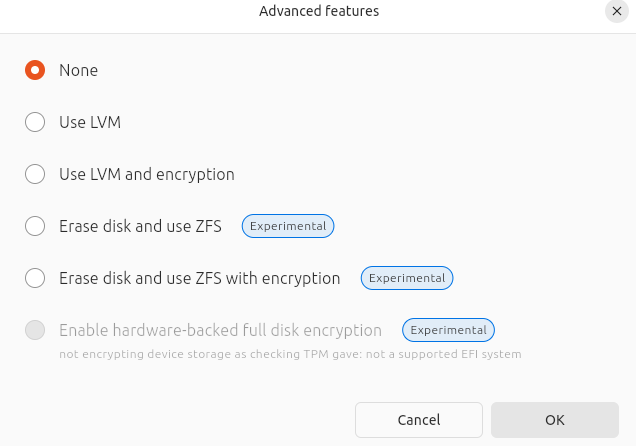 Advanced features
None
Use LVM
Use LVM and encryption
Erase disk and use ZFS Experimental
Erase disk and use ZFS with encryption Experimental
Enable hardware-backed full disk encryption Experimental
not encrypting device storage as checking TPM gave: not a supported EFI system
Cancel OK